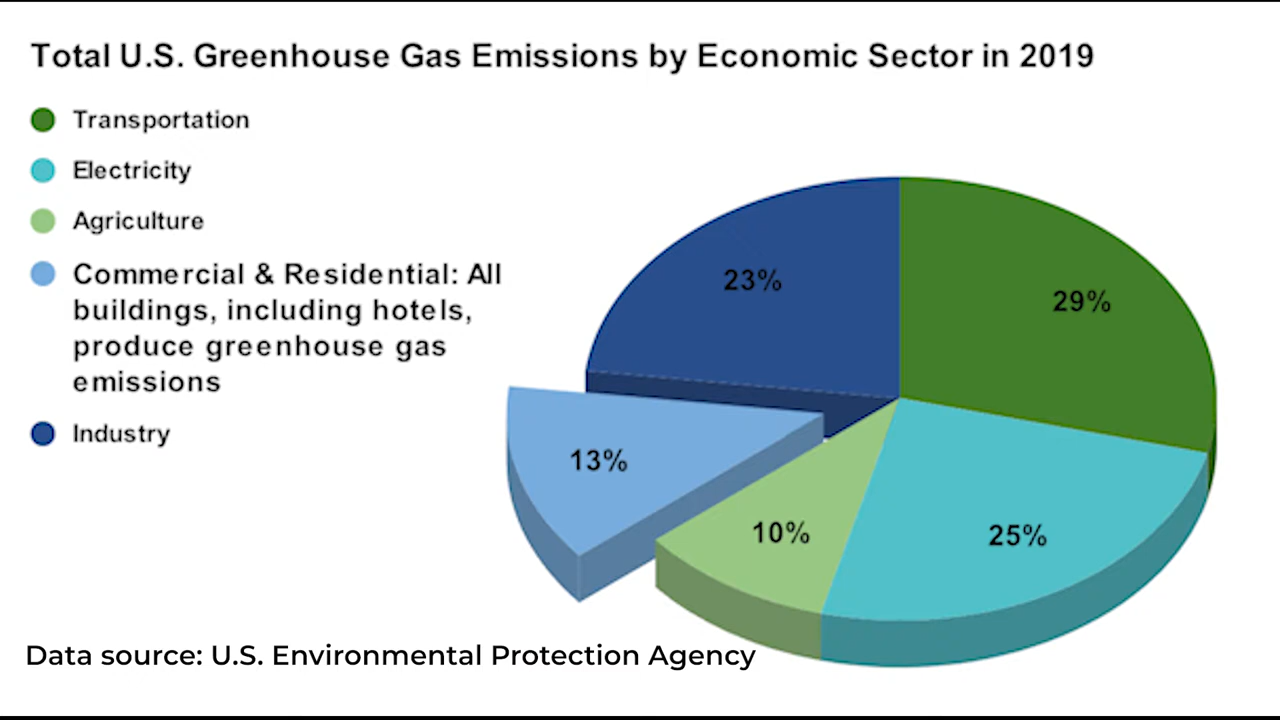 Total U.S. Greenhouse Gas Emissions by Economic Sector in 2019
Transportation
Electricity
Agriculture
Commercial & Residential: All
buildings, including hotels,
produce greenhouse gas
emissions
Industry
23%
29%
13%
10%
25%
Data source: U.S. Environmental Protection Agency